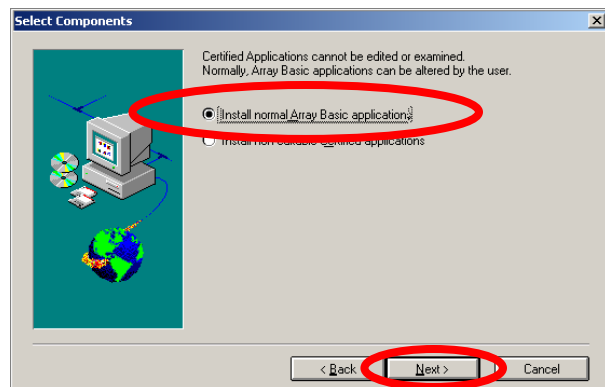 Select Components
Certified Applications cannot be edited or examined.
Normally, Array Basic applications can be altered by the user.
Install normal Array Basic applications
Install non-editable Certified applications
< Back
Next >
Cancel